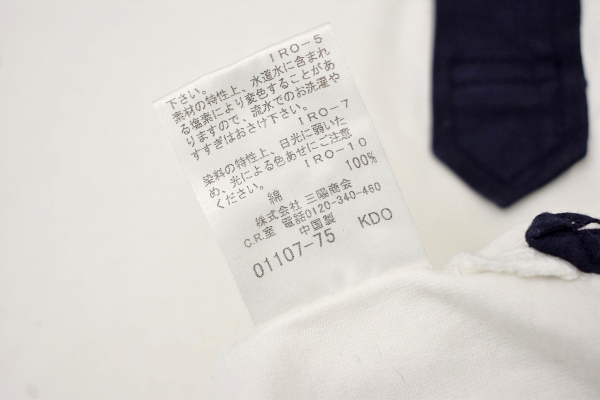 下さい。
IRO-5
素材の特性上、水道水に含まれ
る塩素により変色することがあ
りますので、流水でのお洗濯や
すすぎはおさけ下さい。
IRO-7
染料の特性上、日光に弱いた
め、光による色あせにご注意
ください。
IRO-10
綿 100%
株式会社 三陽商会
C.R.室 電話0120-340-460
中国製
01107-75 KDO